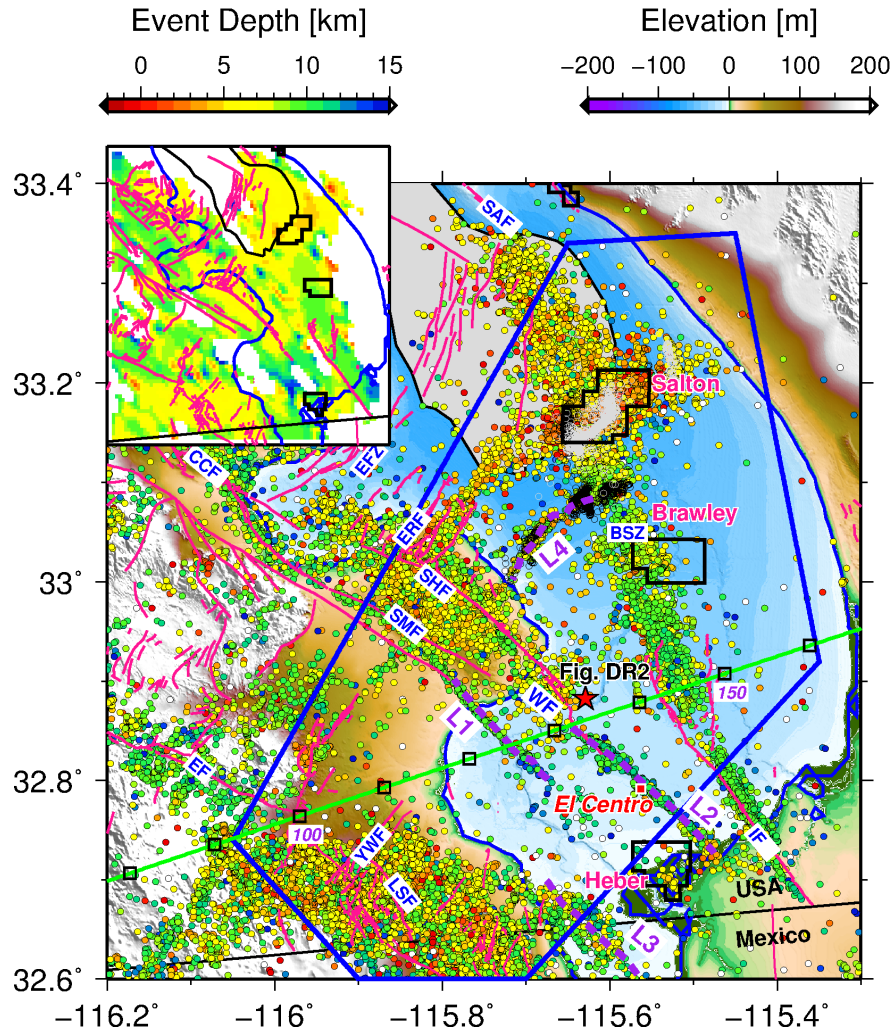 Event Depth [km]
Elevation [m]
0 5 10 15
−200 −100 0 100 200
33.4
33.2
33
32.8
32.6
SAF
Salton
CCF
EFZ
ERF
L4
BSZ
Brawley
SHF
SMF
Fig. DR2
WF
150
L1
EF
El Centro
L2
100
IF
YWF
LSF
Heber
USA
Mexico
L3
−116.2 −116 −115.8 −115.6 −115.4